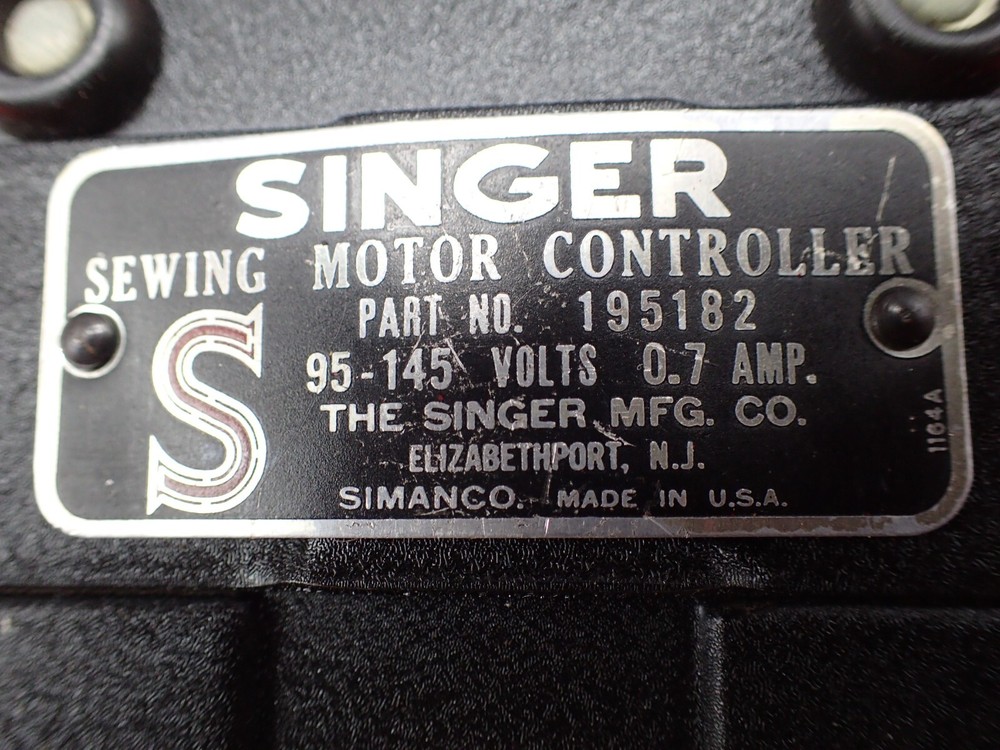 SINGER
SEWING MOTOR CONTROLLER
PART NO. 195182
S
95-145 VOLTS 0.7 AMP.
THE SINGER MFG. CO.
ELIZABETHPORT, N.J.
SIMANCO. MADE IN U.S.A.
1164A